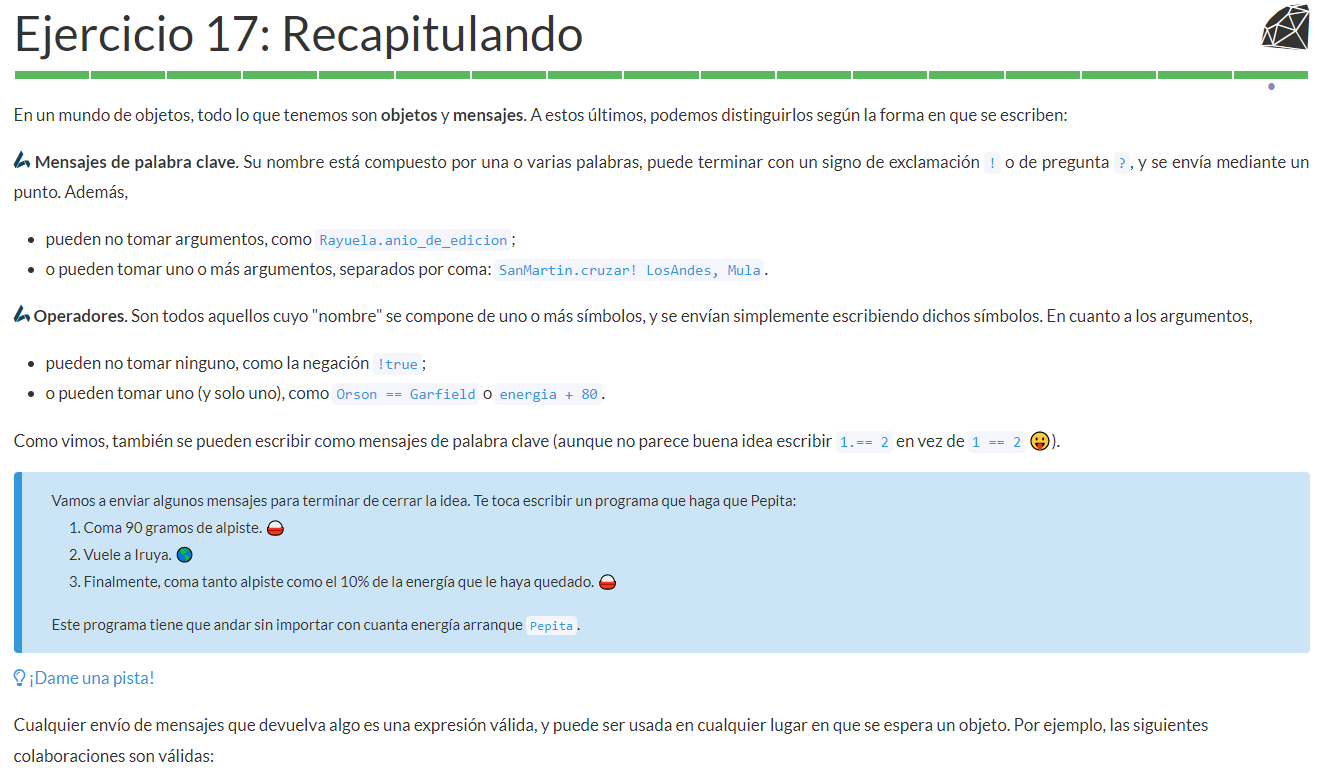 Ejercicio 17: Recapitulando
En un mundo de objetos, todo lo que tenemos son objetos y mensajes. A estos últimos, podemos distinguirlos según la forma en que se escriben:
Mensajes de palabra clave. Su nombre está compuesto por una o varias palabras, puede terminar con un signo de exclamación ! o de pregunta ?, y se envía mediante un
punto. Además,
• pueden no tomar argumentos, como Rayuela.anio_de_edicion;
• o pueden tomar uno o más argumentos, separados por coma: SanMartin.cruzar! LosAndes, Mula.
Operadores. Son todos aquellos cuyo "nombre" se compone de uno o más símbolos, y se envían simplemente escribiendo dichos símbolos. En cuanto a los argumentos,
• pueden no tomar ninguno, como la negación !true;
• o pueden tomar uno (y solo uno), como Orson == Garfield o energia + 80.
Como vimos, también se pueden escribir como mensajes de palabra clave (aunque no parece buena idea escribir 1.== 2 en vez de 1 == 2 😛).
Vamos a enviar algunos mensajes para terminar de cerrar la idea. Te toca escribir un programa que haga que Pepita:
1. Coma 90 gramos de alpiste.
2. Vuele a Iruya.
3. Finalmente, coma tanto alpiste como el 10% de la energía que le haya quedado.
Este programa tiene que andar sin importar con cuanta energía arranque Pepita.
¡Dame una pista!
Cualquier envío de mensajes que devuelva algo es una expresión válida, y puede ser usada en cualquier lugar en que se espera un objeto. Por ejemplo, las siguientes
colaboraciones son válidas: